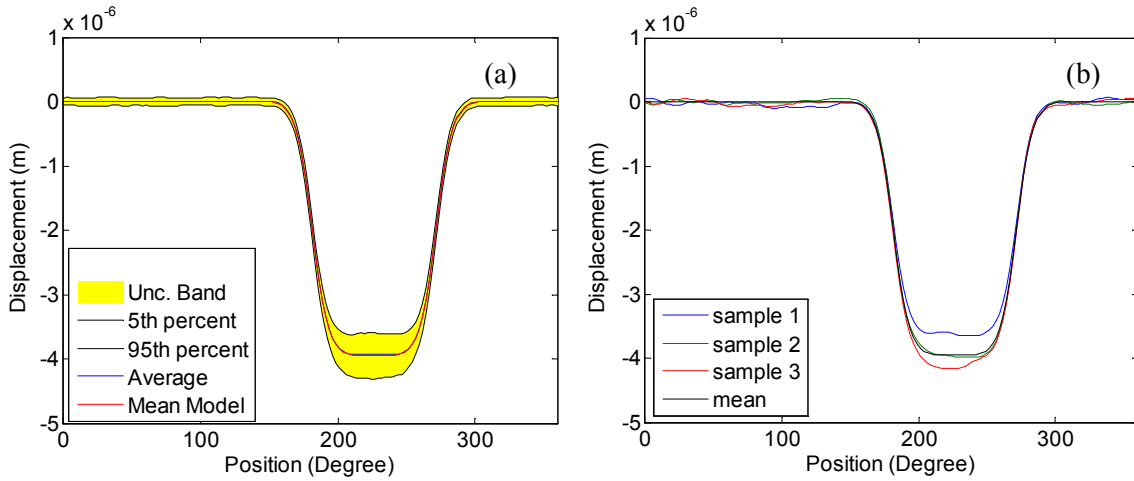 x 10^-6
(a)
1
0
-1
-2
-3
-4
-5
Displacement (m)
Unc. Band
5th percent
95th percent
Average
Mean Model
0
100
200
300
Position (Degree)
x 10^-6
(b)
1
0
-1
-2
-3
-4
-5
Displacement (m)
sample 1
sample 2
sample 3
mean
0
100
200
300
Position (Degree)